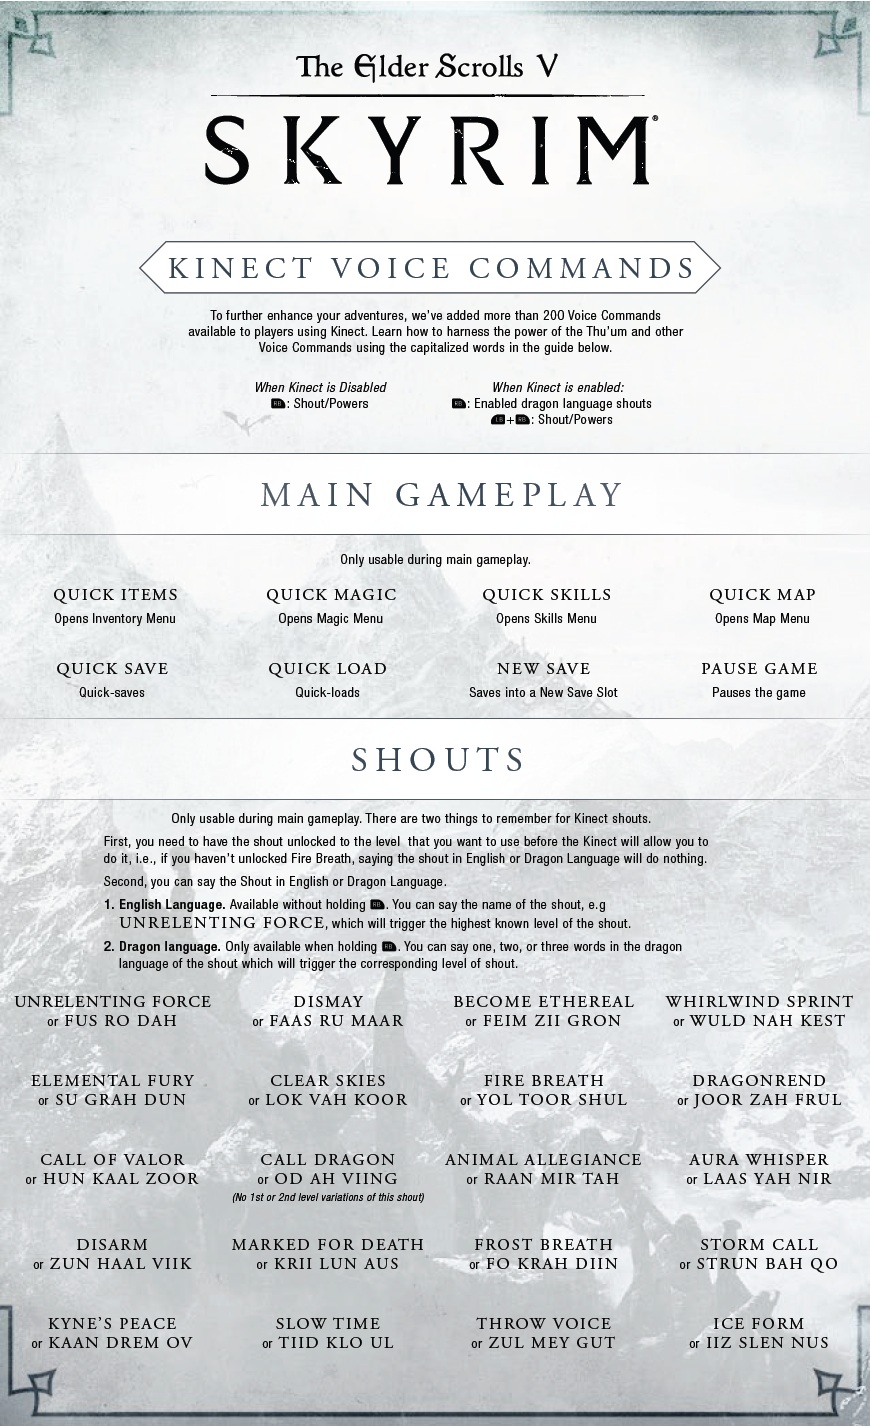 The Elder Scrolls V
SKYRIM®
KINECT VOICE COMMANDS
To further enhance your adventures, we've added more than 200 Voice Commands
available to players using Kinect. Learn how to harness the power of the Thu'um and other
Voice Commands using the capitalized words in the guide below.
When Kinect is Disabled
RB: Shout/Powers
When Kinect is enabled:
RB: Enabled dragon language shouts
LB+RB: Shout/Powers
MAIN GAMEPLAY
Only usable during main gameplay.
QUICK ITEMS
Opens Inventory Menu
QUICK MAGIC
Opens Magic Menu
QUICK SKILLS
Opens Skills Menu
QUICK MAP
Opens Map Menu
QUICK SAVE
Quick-saves
QUICK LOAD
Quick-loads
NEW SAVE
Saves into a New Save Slot
PAUSE GAME
Pauses the game
SHOUTS
Only usable during main gameplay. There are two things to remember for Kinect shouts.
First, you need to have the shout unlocked to the level that you want to use before the Kinect will allow you to
do it, i.e., if you haven't unlocked Fire Breath, saying the shout in English or Dragon Language will do nothing.
Second, you can say the Shout in English or Dragon Language.
1. English Language. Available without holding RB. You can say the name of the shout, e.g
UNRELENTING FORCE, which will trigger the highest known level of the shout.
2. Dragon language. Only available when holding RB. You can say one, two, or three words in the dragon
language of the shout which will trigger the corresponding level of shout.
UNRELENTING FORCE
or FUS RO DAH
DISMAY
or FAAS RU MAAR
BECOME ETHEREAL
or FEIM ZII GRON
WHIRLWIND SPRINT
or WULD NAH KEST
ELEMENTAL FURY
or SU GRAH DUN
CLEAR SKIES
or LOK VAH KOOR
FIRE BREATH
or YOL TOOR SHUL
DRAGONREND
or JOOR ZAH FRUL
CALL OF VALOR
or HUN KAAL ZOOR
CALL DRAGON
or OD AH VIING
(No 1st or 2nd level variations of this shout)
ANIMAL ALLEGIANCE
or RAAN MIR TAH
AURA WHISPER
or LAAS YAH NIR
DISARM
or ZUN HAAL VIIK
MARKED FOR DEATH
or KRII LUN AUS
FROST BREATH
or FO KRAH DIIN
STORM CALL
or STRUN BAH QO
KYNE'S PEACE
or KAAN DREM OV
SLOW TIME
or TIID KLO UL
THROW VOICE
or ZUL MEY GUT
ICE FORM
or IIZ SLEN NUS